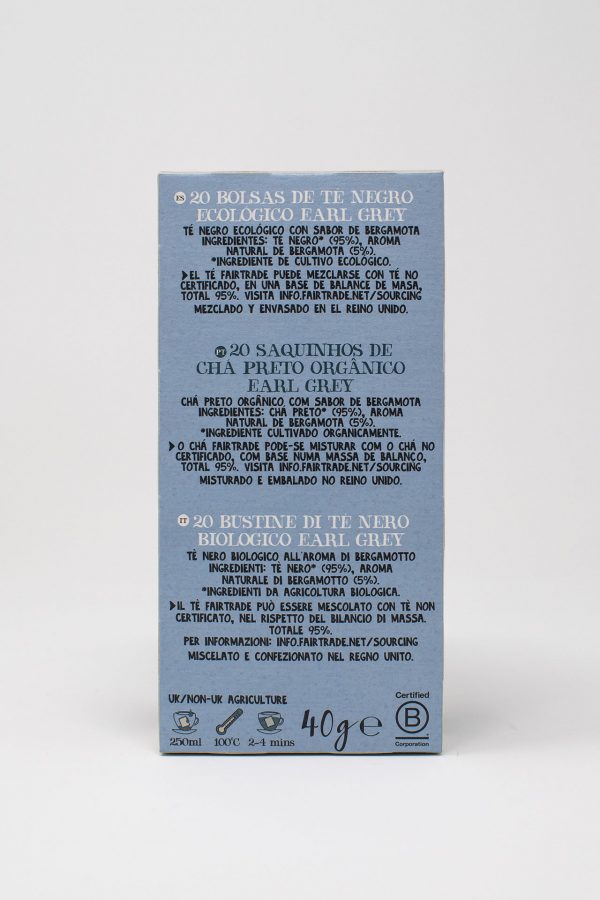 ES 20 BOLSAS DE TÉ NEGRO
ECOLÓGICO EARL GREY
TÉ NEGRO ECOLÓGICO CON SABOR DE BERGAMOTA
INGREDIENTES: TÉ NEGRO* (95%), AROMA
NATURAL DE BERGAMOTA (5%).
*INGREDIENTE DE CULTIVO ECOLÓGICO.
EL TÉ FAIRTRADE PUEDE MEZCLARSE CON TÉ NO
CERTIFICADO, EN UNA BASE DE BALANCE DE MASA,
TOTAL 95%. VISITA INFO.FAIRTRADE.NET/SOURCING
MEZCLADO Y ENVASADO EN EL REINO UNIDO.
PT 20 SAQUINHOS DE
CHÁ PRETO ORGÂNICO
EARL GREY
CHÁ PRETO ORGÂNICO, COM SABOR DE BERGAMOTA
INGREDIENTES: CHÁ PRETO* (95%), AROMA
NATURAL DE BERGAMOTA (5%).
*INGREDIENTE CULTIVADO ORGANICAMENTE.
O CHÁ FAIRTRADE PODE-SE MISTURAR COM O CHÁ NO
CERTIFICADO, COM BASE NUMA MASSA DE BALANÇO,
TOTAL 95%. VISITA INFO.FAIRTRADE.NET/SOURCING
MISTURADO E EMBALADO NO REINO UNIDO.
IT 20 BUSTINE DI TÈ NERO
BIOLOGICO EARL GREY
TÈ NERO BIOLOGICO ALL'AROMA DI BERGAMOTTO
INGREDIENTI: TÈ NERO* (95%), AROMA
NATURALE DI BERGAMOTTO (5%).
*INGREDIENTI DA AGRICOLTURA BIOLOGICA.
IL TÈ FAIRTRADE PUÒ ESSERE MESCOLATO CON TÈ NON
CERTIFICATO, NEL RISPETTO DEL BILANCIO DI MASSA.
TOTALE 95%.
PER INFORMAZIONI: INFO.FAIRTRADE.NET/SOURCING
MISCELATO E CONFEZIONATO NEL REGNO UNITO.
UK/NON-UK AGRICULTURE
250ml 100°C 2-4 mins 40g e
Certified
B
Corporation